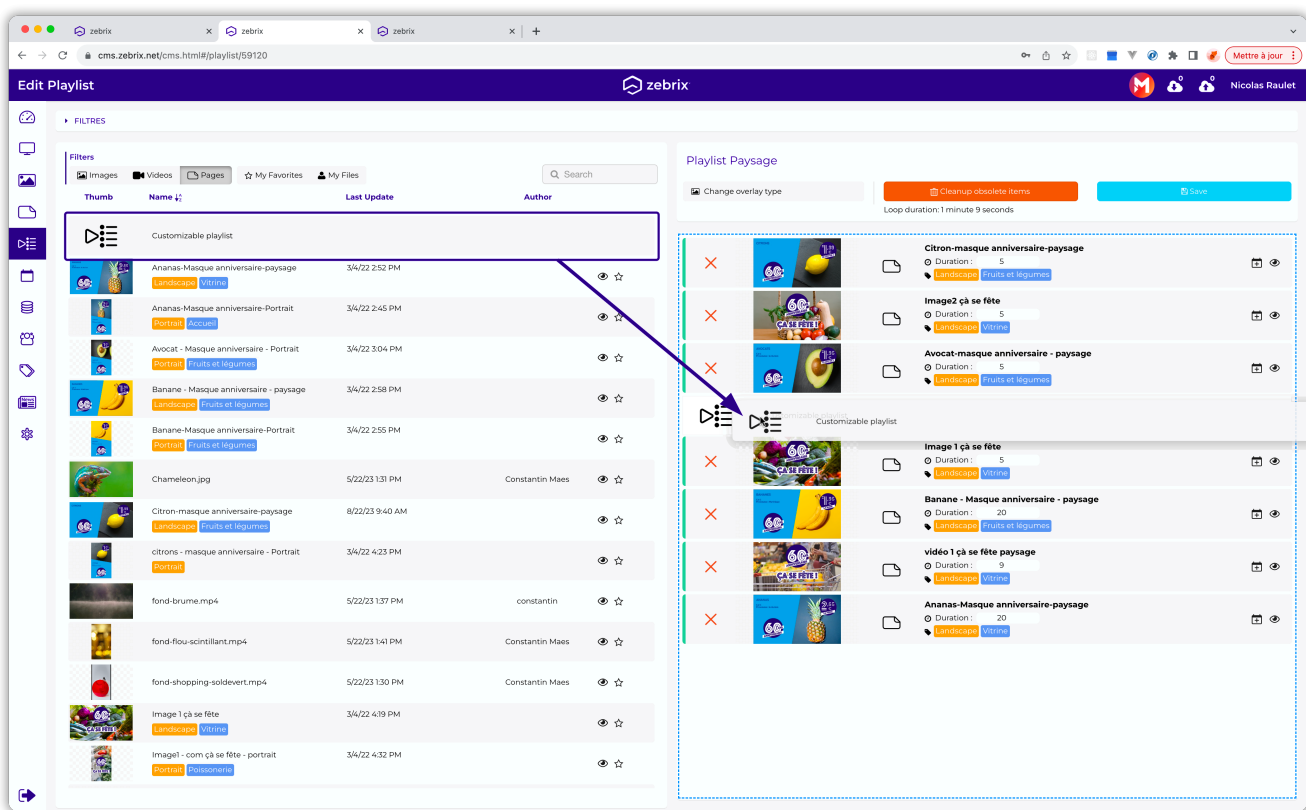 zebrix
zebrix
zebrix
cms.zebrix.net/cms.html#/playlist/59120
Mettre à jour
Edit Playlist
zebrix
Nicolas Raulet
FILTRES
Filters
Images Videos Pages My Favorites My Files
Search
Thumb Name Last Update Author
Customizable playlist
Ananas-Masque anniversaire-paysage 3/4/22 2:52 PM
Landscape Vitrine
Ananas-Masque anniversaire-Portrait 3/4/22 2:45 PM
Portrait Accueil
Avocat - Masque anniversaire - Portrait 3/4/22 3:04 PM
Portrait Fruits et légumes
Banane - Masque anniversaire - paysage 3/4/22 2:58 PM
Landscape Fruits et légumes
Banane-Masque anniversaire-Portrait 3/4/22 2:55 PM
Portrait Fruits et légumes
Chameleon.jpg 5/22/23 1:31 PM Constantin Maes
Citron-masque anniversaire-paysage 8/22/23 9:40 AM
Landscape Fruits et légumes
citrons - masque anniversaire - Portrait 3/4/22 4:23 PM
Portrait
fond-brume.mp4 5/22/23 1:37 PM constantin
fond-flou-scintillant.mp4 5/22/23 1:41 PM Constantin Maes
fond-shopping-soldevert.mp4 5/22/23 1:30 PM Constantin Maes
Image 1 çà se fête 3/4/22 4:19 PM
Landscape Vitrine
Image1 - com çà se fête - portrait 3/4/22 4:32 PM
Portrait Poissonerie
Playlist Paysage
Change overlay type
Cleanup obsolete items
Save
Loop duration: 1 minute 9 seconds
Citron-masque anniversaire-paysage
Duration : 5
Landscape Fruits et légumes
Image2 çà se fête
Duration : 5
Landscape Vitrine
ÇA SE FÊTE !
Avocat-masque anniversaire - paysage
Duration : 5
Landscape Fruits et légumes
Customizable playlist
Image 1 çà se fête
Duration : 5
Landscape Vitrine
ÇA SE FÊTE !
Banane - Masque anniversaire - paysage
Duration : 20
Landscape Fruits et légumes
vidéo 1 çà se fête paysage
Duration : 9
Landscape Vitrine
ÇA SE FÊTE !
Ananas-Masque anniversaire-paysage
Duration : 20
Landscape Vitrine